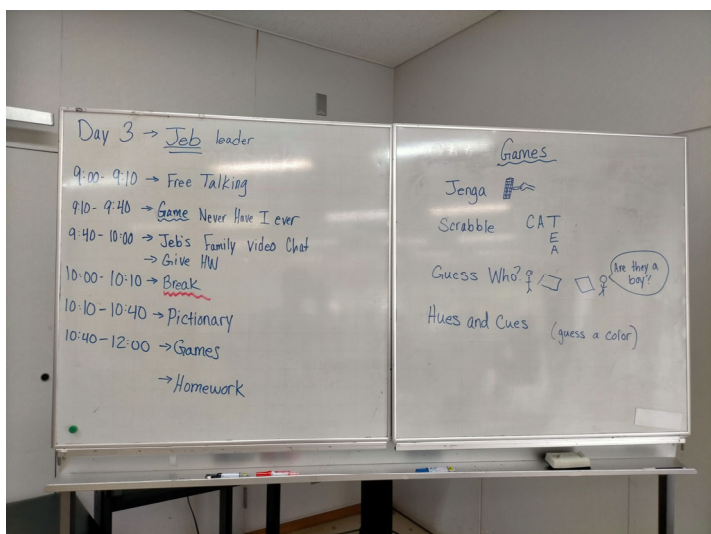 Day 3 → Jeb leader
9:00-9:10 → Free Talking
9:10-9:40 → Game Never Have I ever
9:40-10:00 → Jeb's Family Video Chat
→ Give HW
10:00-10:10 → Break
10:10-10:40 → Pictionary
10:40-12:00 → Games
→ Homework
Games
Jenga
Scrabble CAT
E
A
Guess Who?
Are they a
boy?
Hues and Cues
(guess a color)